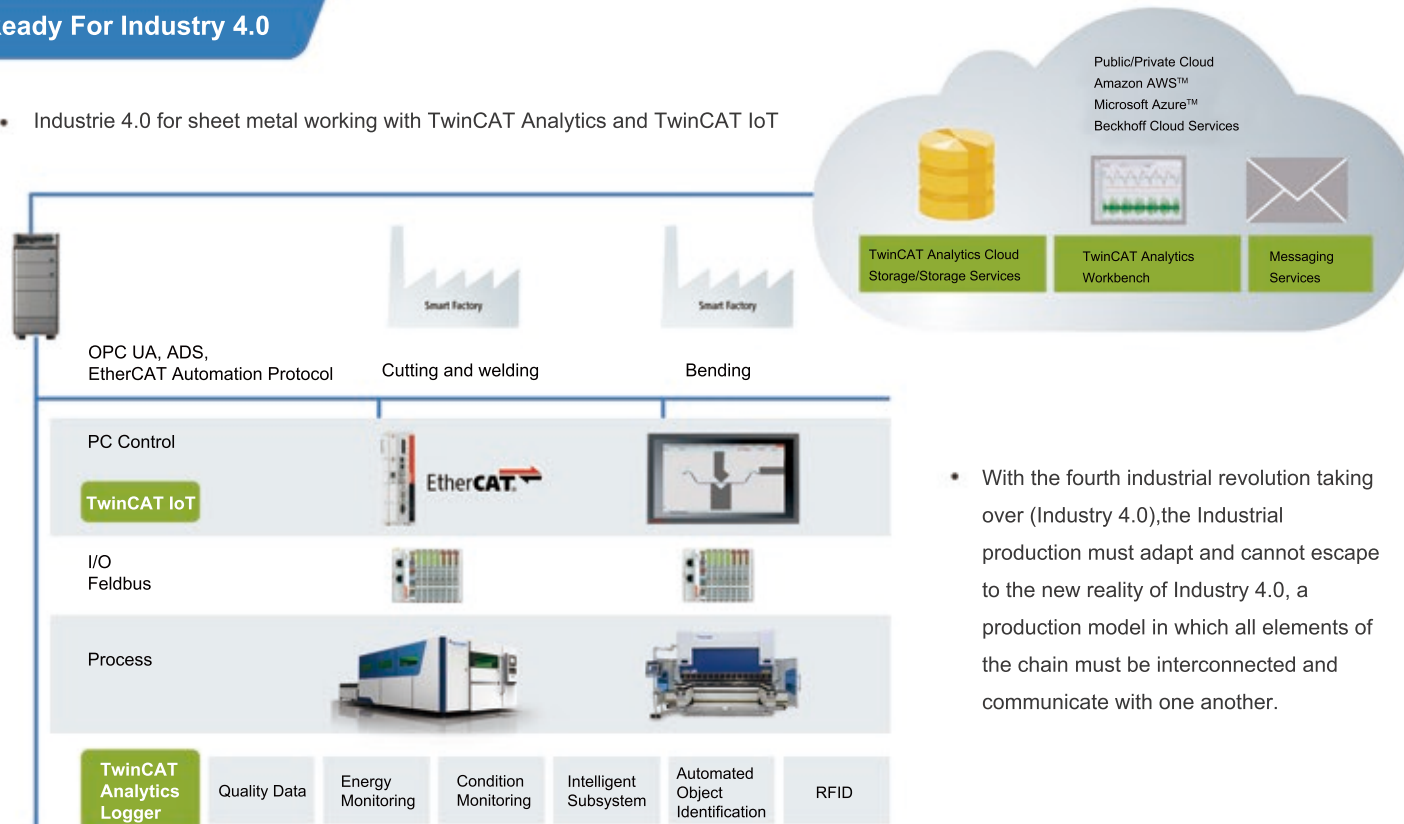 eady For Industry 4.0
• Industrie 4.0 for sheet metal working with TwinCAT Analytics and TwinCAT IoT
Public/Private Cloud
Amazon AWS™
Microsoft Azure™
Beckhoff Cloud Services
TwinCAT Analytics Cloud
Storage/Storage Services
TwinCAT Analytics
Workbench
Messaging
Services
Smart Factory
Smart Factory
OPC UA, ADS,
EtherCAT Automation Protocol
Cutting and welding
Bending
PC Control
TwinCAT IoT
EtherCAT
I/O
Feldbus
Process
• With the fourth industrial revolution taking
over (Industry 4.0),the Industrial
production must adapt and cannot escape
to the new reality of Industry 4.0, a
production model in which all elements of
the chain must be interconnected and
communicate with one another.
TwinCAT
Analytics
Logger
Quality Data
Energy
Monitoring
Condition
Monitoring
Intelligent
Subsystem
Automated
Object
Identification
RFID